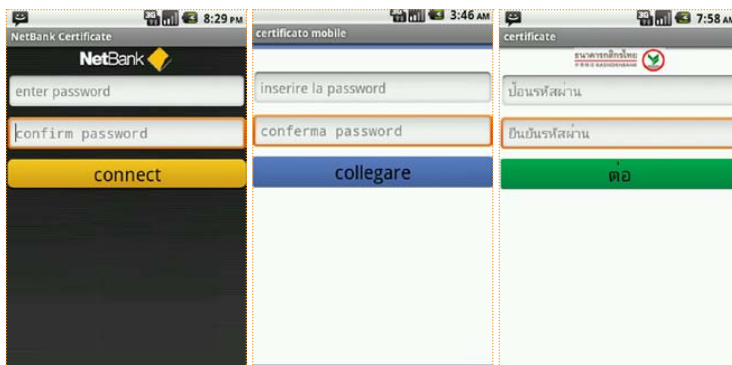 8:29 PM
NetBank Certificate
NetBank
enter password
confirm password
connect
3:46 AM
certificato mobile
inserire la password
conferma password
collegare
7:58 AM
certificate
ธนาคารกสิกรไทย
ป้อนรหัสผ่าน
ยืนยันรหัสผ่าน
ต่อ